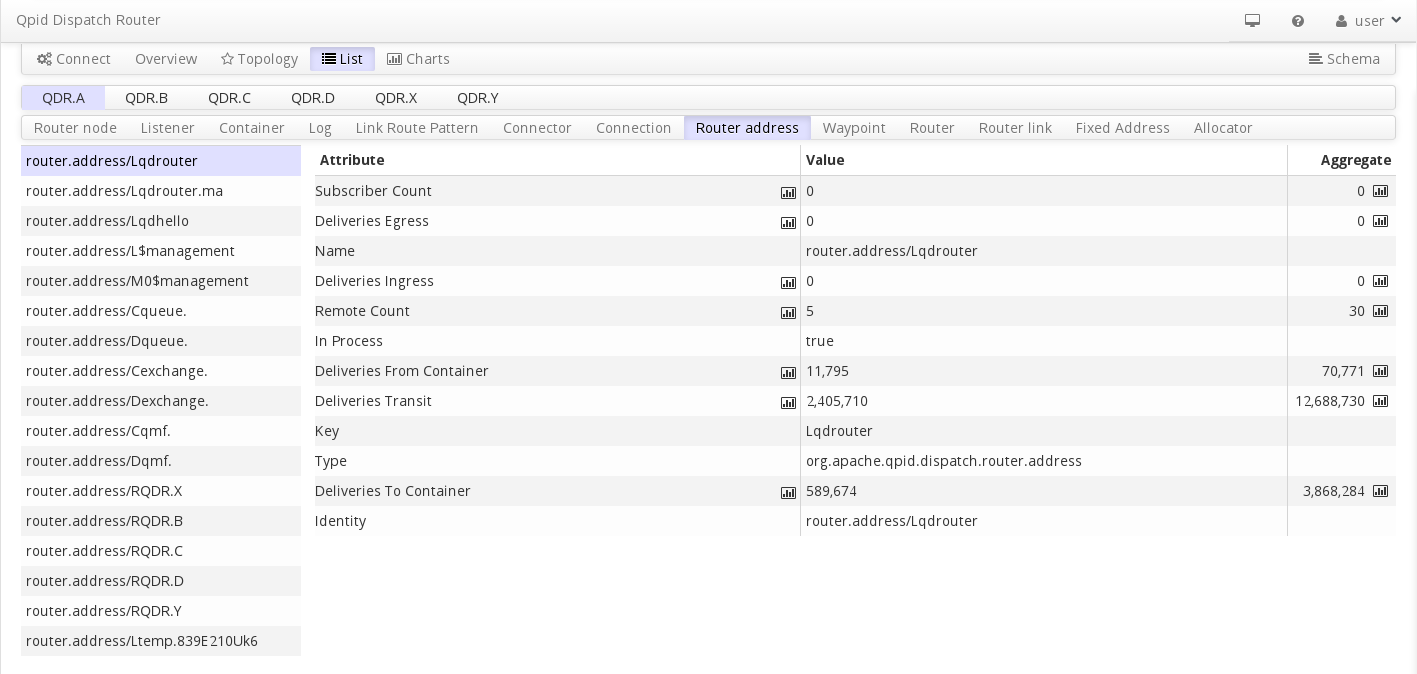 Qpid Dispatch Router user
Connect Overview Topology List Charts Schema
QDR.A QDR.B QDR.C QDR.D QDR.X QDR.Y
Router node Listener Container Log Link Route Pattern Connector Connection Router address Waypoint Router Router link Fixed Address Allocator
router.address/Lqdrouter
router.address/Lqdrouter.ma
router.address/Lqdhello
router.address/L$management
router.address/M0$management
router.address/Cqueue.
router.address/Dqueue.
router.address/Cexchange.
router.address/Dexchange.
router.address/Cqmf.
router.address/Dqmf.
router.address/RQDR.X
router.address/RQDR.B
router.address/RQDR.C
router.address/RQDR.D
router.address/RQDR.Y
router.address/Ltemp.839E210Uk6
Attribute Value Aggregate
Subscriber Count 0 0
Deliveries Egress 0 0
Name router.address/Lqdrouter
Deliveries Ingress 0 0
Remote Count 5 30
In Process true
Deliveries From Container 11,795 70,771
Deliveries Transit 2,405,710 12,688,730
Key Lqdrouter
Type org.apache.qpid.dispatch.router.address
Deliveries To Container 589,674 3,868,284
Identity router.address/Lqdrouter